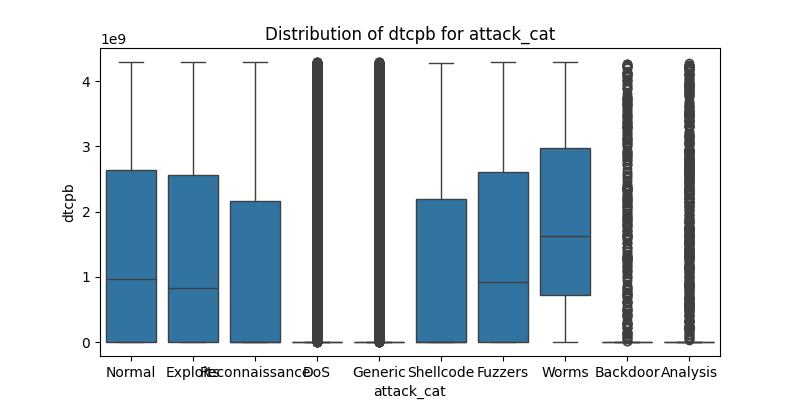 Distribution of dtcpb for attack_cat
1e9
4
3
2
1
0
dtcpb
Normal Exploits Reconnaissance DoS Generic Shellcode Fuzzers Worms Backdoor Analysis
attack_cat